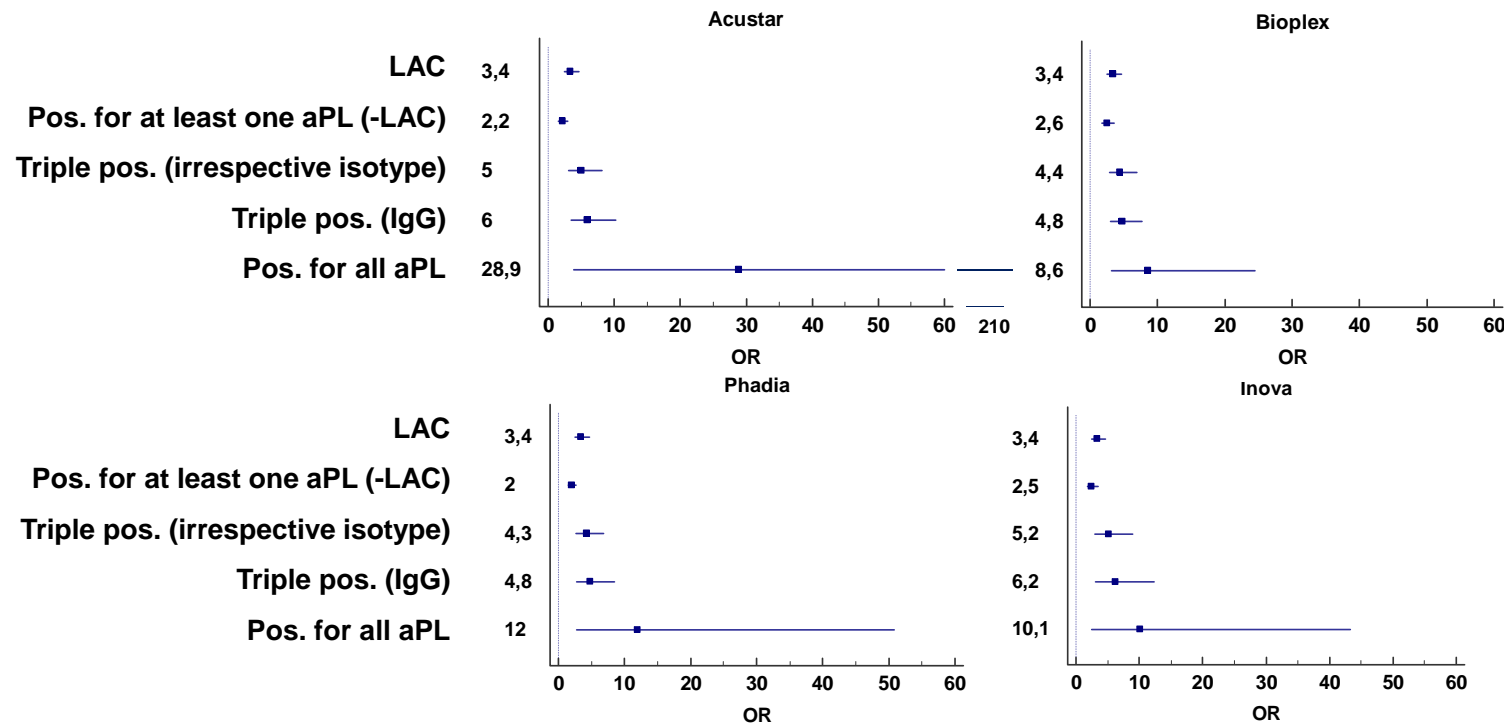 Acustar
LAC 3,4
Pos. for at least one aPL (-LAC) 2,2
Triple pos. (irrespective isotype) 5
Triple pos. (IgG) 6
Pos. for all aPL 28,9
0 10 20 30 40 50 60 210
OR
Bioplex
3,4
2,6
4,4
4,8
8,6
0 10 20 30 40 50 60
OR
Phadia
LAC 3,4
Pos. for at least one aPL (-LAC) 2
Triple pos. (irrespective isotype) 4,3
Triple pos. (IgG) 4,8
Pos. for all aPL 12
0 10 20 30 40 50 60
OR
Inova
3,4
2,5
5,2
6,2
10,1
0 10 20 30 40 50 60
OR